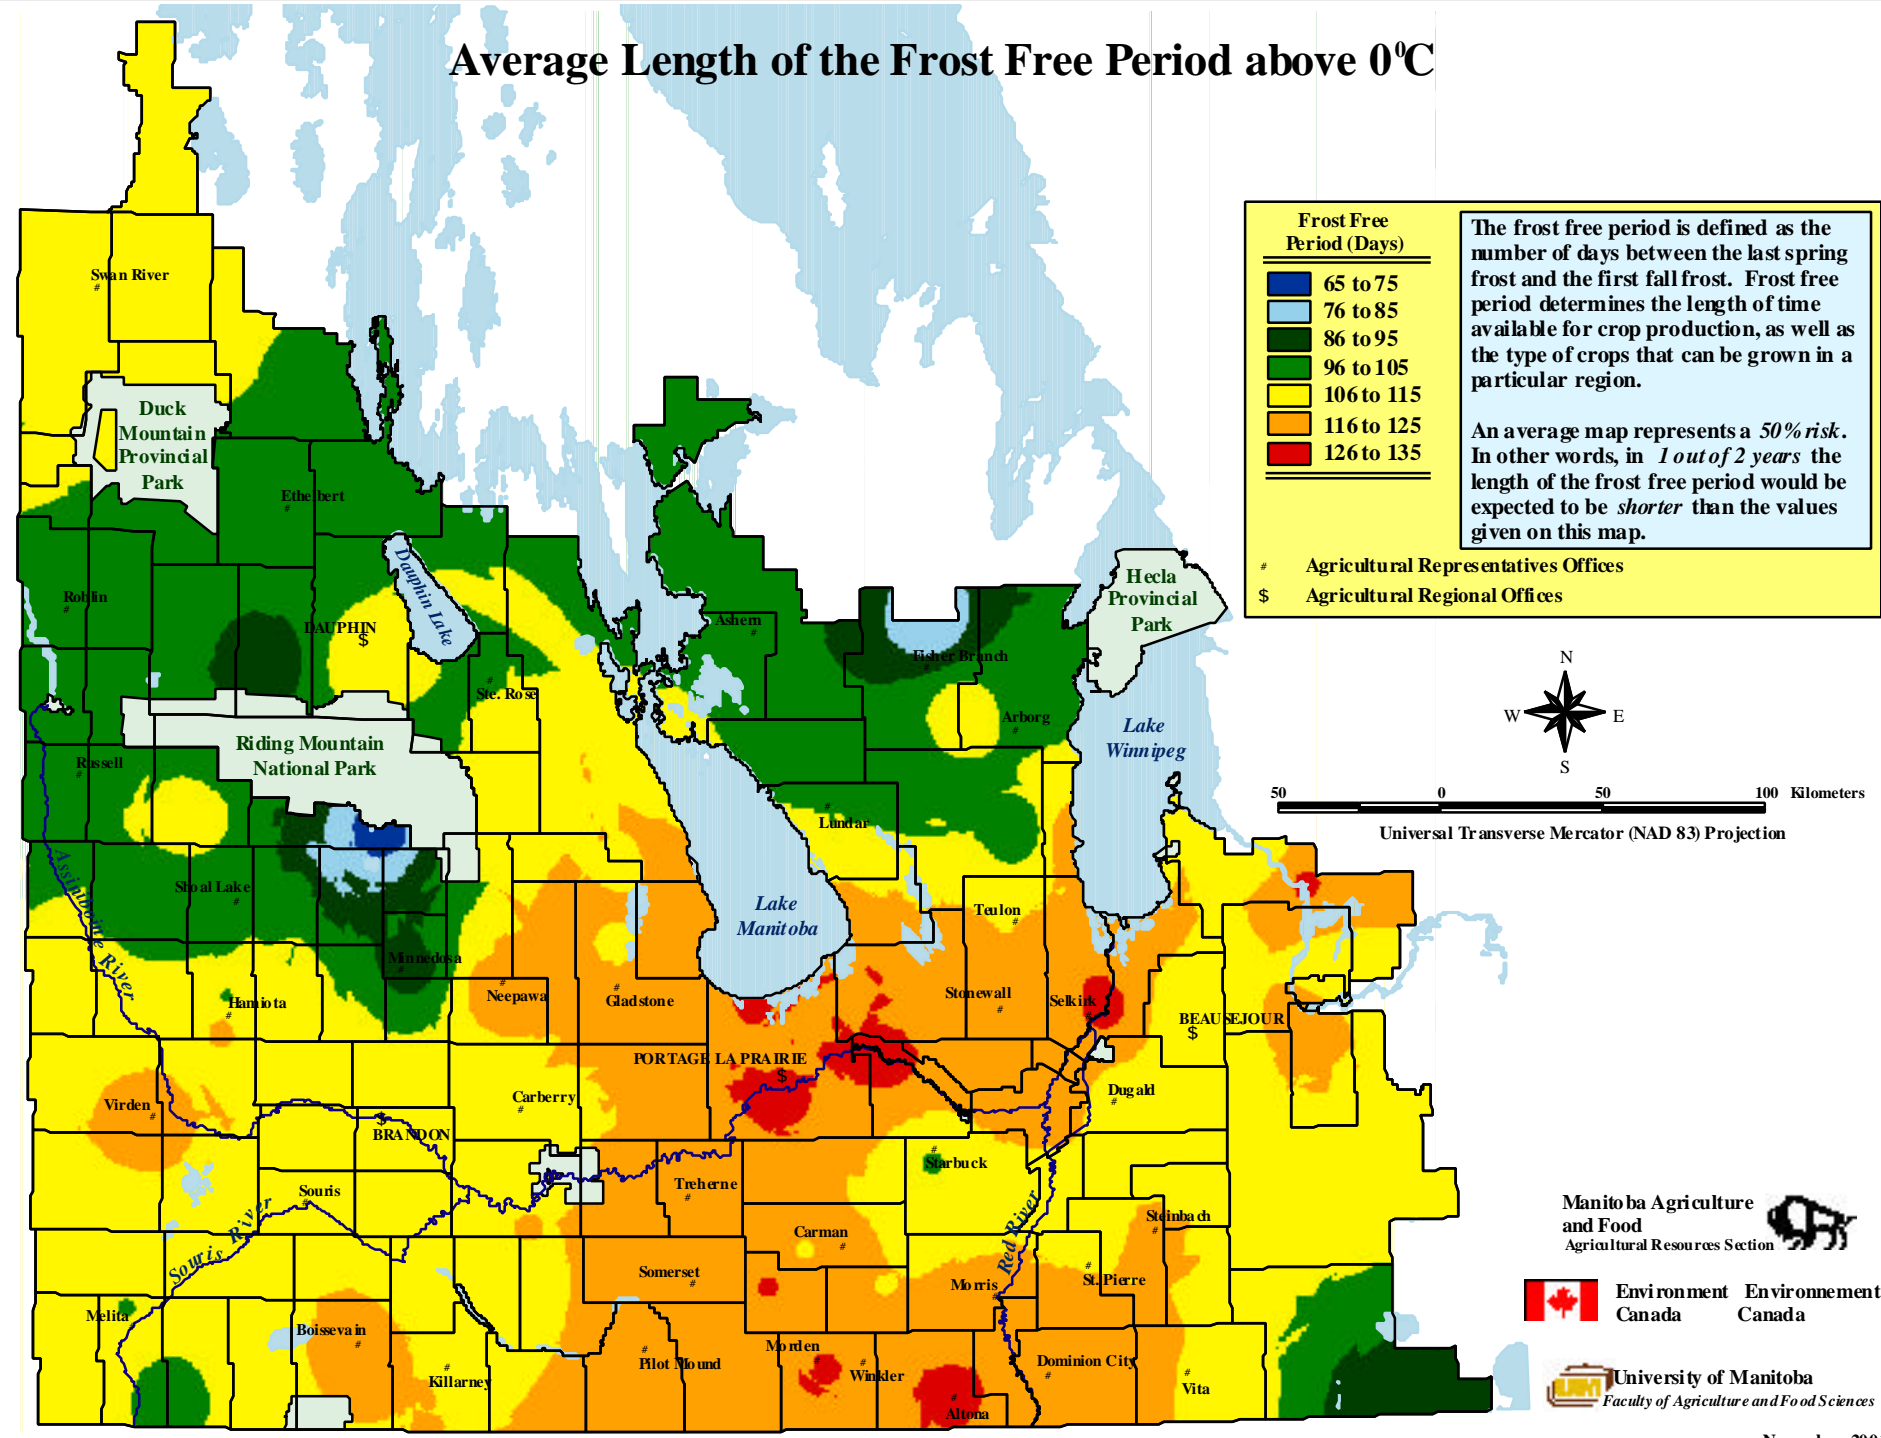 Average Length of the Frost Free Period above 0⁰C
Frost Free
Period (Days)
65 to 75
76 to 85
86 to 95
96 to 105
106 to 115
116 to 125
126 to 135
The frost free period is defined as the
number of days between the last spring
frost and the first fall frost. Frost free
period determines the length of time
available for crop production, as well as
the type of crops that can be grown in a
particular region.
An average map represents a 50% risk.
In other words, in 1 out of 2 years the
length of the frost free period would be
expected to be shorter than the values
given on this map.
# Agricultural Representatives Offices
$ Agricultural Regional Offices
N
W E
S
50 0 50 100 Kilometers
Universal Transverse Mercator (NAD 83) Projection
Swan River
Duck
Mountain
Provincial
Park
Ethelbert
Dauphin Lake
Roblin
DAUPHIN
Ste. Rose
Ashern
Fisher Branch
Hecla
Provincial
Park
Arborg
Lake
Winnipeg
Riding Mountain
National Park
Russell
Lundar
Assiniboine River
Shoal Lake
Lake
Manitoba
Teulon
Minnedosa
Hamiota
Neepawa
Gladstone
Stonewall
Selkirk
BEAUSEJOUR
PORTAGE LA PRAIRIE
Virden
Carberry
Dugald
BRANDON
Starbuck
Souris
Treherne
Souris River
Red River
Steinbach
Carman
Somerset
Morris
St. Pierre
Melita
Boissevain
Morden
Pilot Mound
Winkler
Dominion City
Killarney
Vita
Altona
Manitoba Agriculture
and Food
Agricultural Resources Section
Environment Environnement
Canada Canada
University of Manitoba
Faculty of Agriculture and Food Sciences